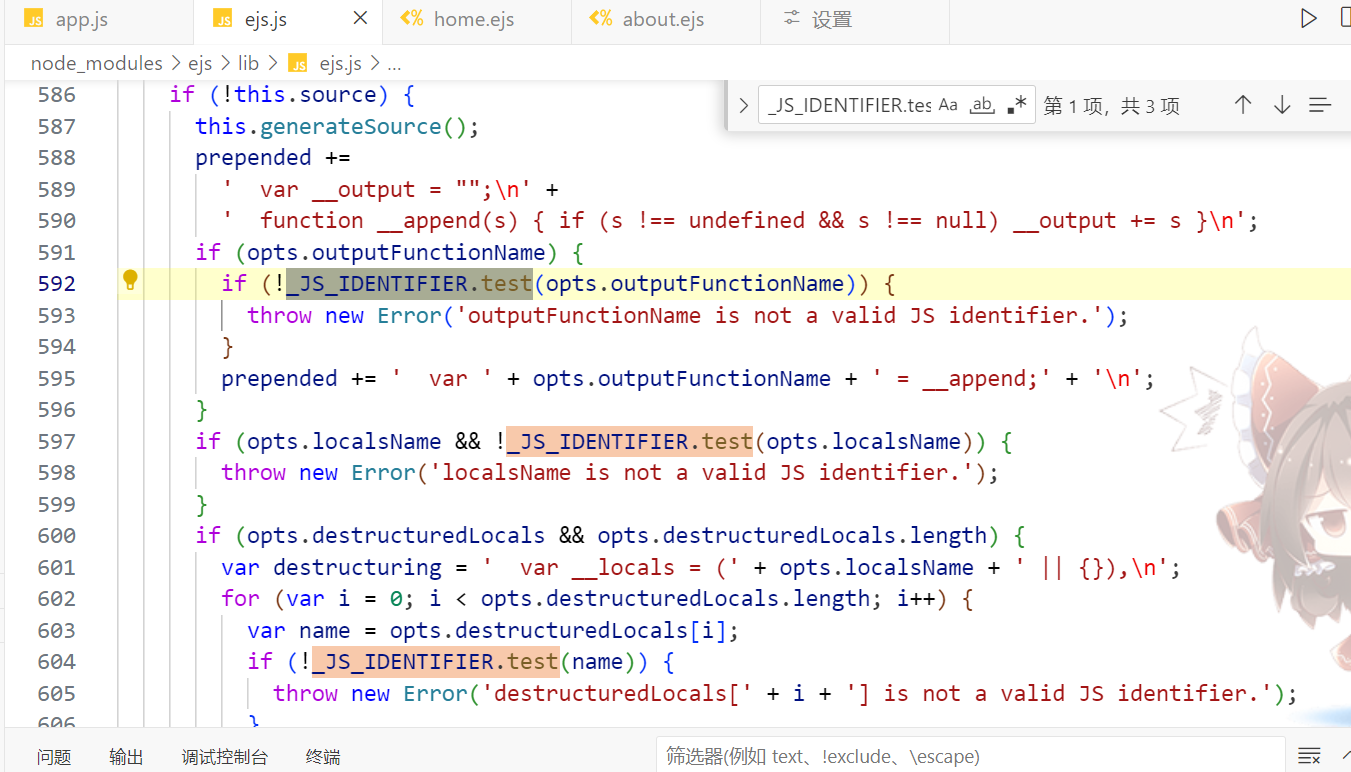 JS app.js JS ejs.js × <% home.ejs <% about.ejs 设置
node_modules > ejs > lib > JS ejs.js > ...
_JS_IDENTIFIER.tes Aa ab .* 第 1 项，共 3 项
586 if (!this.source) {
587 this.generateSource();
588 prepended +=
589 '  var __output = "";\n' +
590 '  function __append(s) { if (s !== undefined && s !== null) __output += s }\n';
591 if (opts.outputFunctionName) {
592 if (!_JS_IDENTIFIER.test(opts.outputFunctionName)) {
593 throw new Error('outputFunctionName is not a valid JS identifier.');
594 }
595 prepended += '  var ' + opts.outputFunctionName + ' = __append;' + '\n';
596 }
597 if (opts.localsName && !_JS_IDENTIFIER.test(opts.localsName)) {
598 throw new Error('localsName is not a valid JS identifier.');
599 }
600 if (opts.destructuredLocals && opts.destructuredLocals.length) {
601 var destructuring = '  var __locals = (' + opts.localsName + ' || {}),\n';
602 for (var i = 0; i < opts.destructuredLocals.length; i++) {
603 var name = opts.destructuredLocals[i];
604 if (!_JS_IDENTIFIER.test(name)) {
605 throw new Error('destructuredLocals[' + i + '] is not a valid JS identifier.');
606 }
问题 输出 调试控制台 终端 筛选器(例如 text、!exclude、\escape)